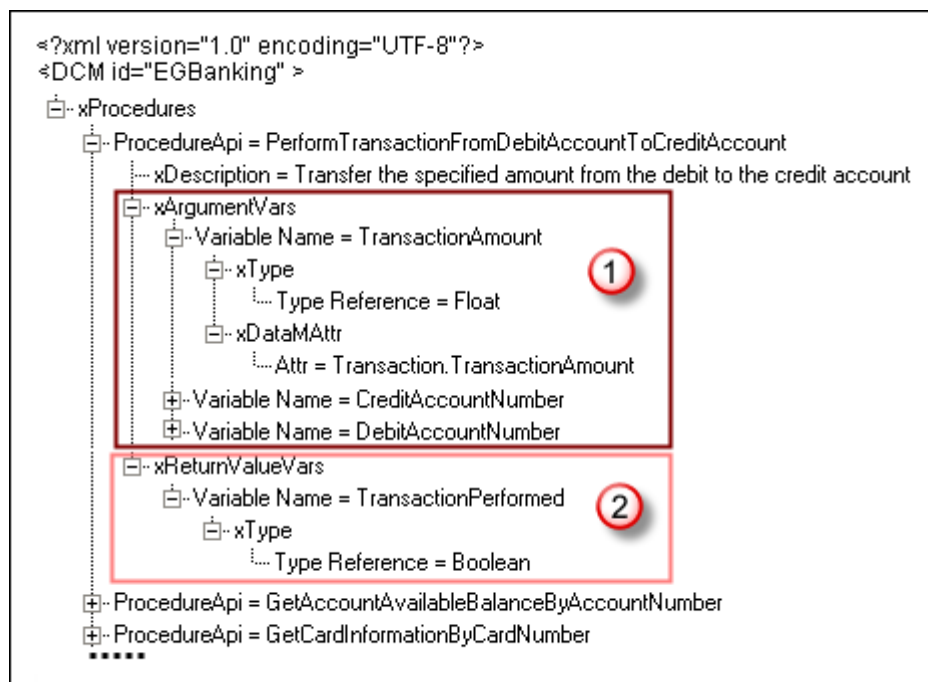 <?xml version="1.0" encoding="UTF-8"?>
<DCM id="EGBanking" >
xProcedures
ProcedureApi = PerformTransactionFromDebitAccountToCreditAccount
xDescription = Transfer the specified amount from the debit to the credit account
xArgumentVars
Variable Name = TransactionAmount
xType
1
Type Reference = Float
xDataMAttr
Attr = Transaction.TransactionAmount
Variable Name = CreditAccountNumber
Variable Name = DebitAccountNumber
xReturnValueVars
Variable Name = TransactionPerformed
2
xType
Type Reference = Boolean
ProcedureApi = GetAccountAvailableBalanceByAccountNumber
ProcedureApi = GetCardInformationByCardNumber